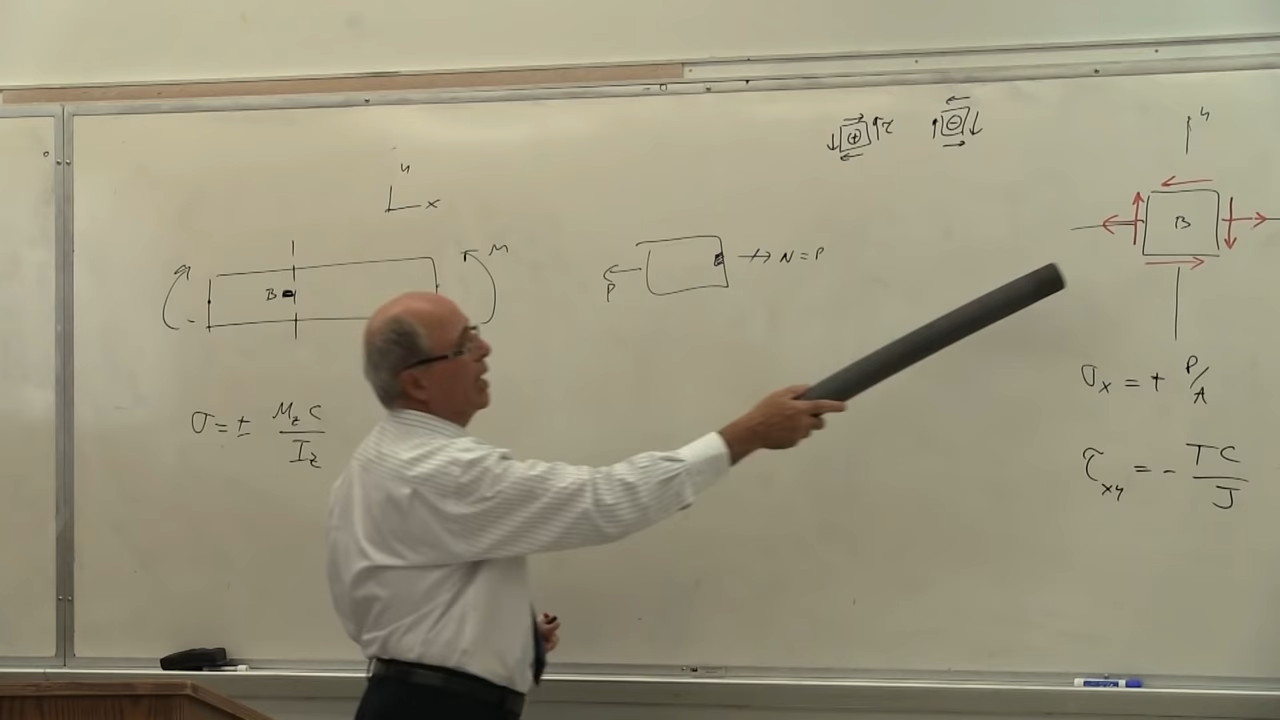 y
x
M
B
σ = ± M_z c / I_z
P
N = P
+
τ
-
y
B
σ_x = + P/A
τ_xy = - TC / J